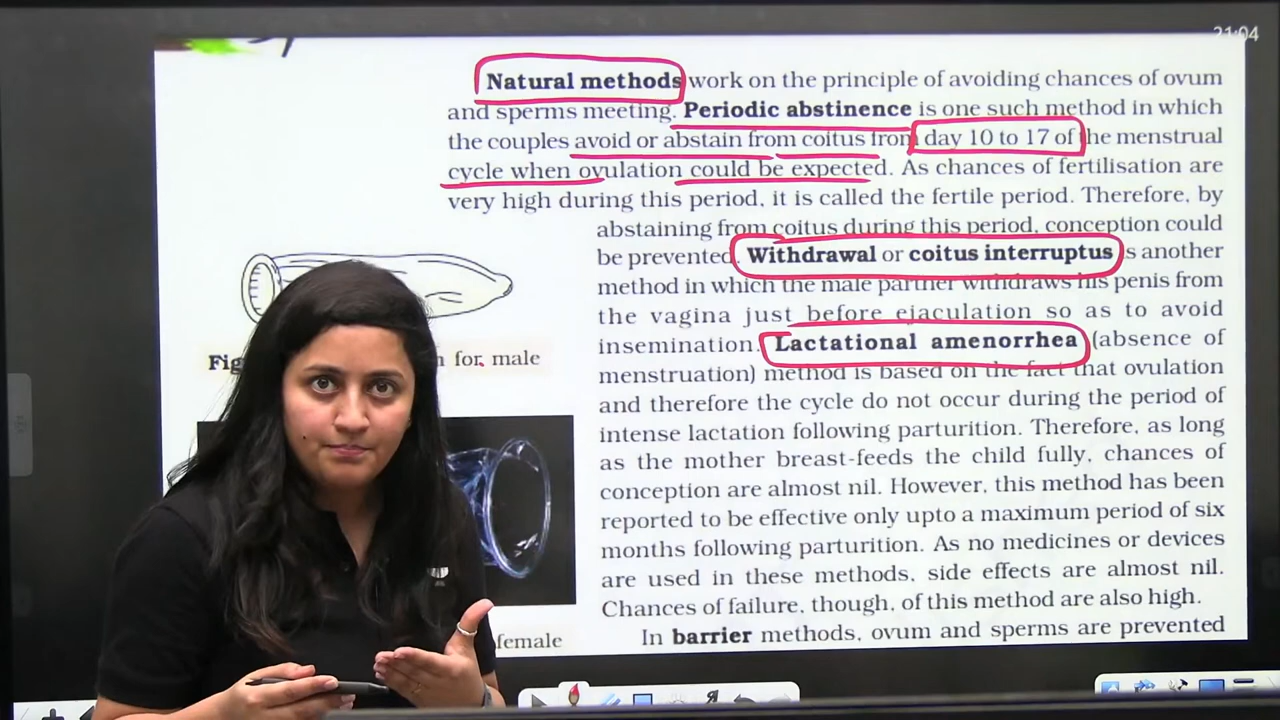 21:04
Natural methods work on the principle of avoiding chances of ovum
and sperms meeting. Periodic abstinence is one such method in which
the couples avoid or abstain from coitus from day 10 to 17 of the menstrual
cycle when ovulation could be expected. As chances of fertilisation are
very high during this period, it is called the fertile period. Therefore, by
abstaining from coitus during this period, conception could
be prevented. Withdrawal or coitus interruptus is another
method in which the male partner withdraws his penis from
the vagina just before ejaculation so as to avoid
insemination. Lactational amenorrhea (absence of
menstruation) method is based on the fact that ovulation
and therefore the cycle do not occur during the period of
intense lactation following parturition. Therefore, as long
as the mother breast-feeds the child fully, chances of
conception are almost nil. However, this method has been
reported to be effective only upto a maximum period of six
months following parturition. As no medicines or devices
are used in these methods, side effects are almost nil.
Chances of failure, though, of this method are also high.
In barrier methods, ovum and sperms are prevented
Fig for male
female